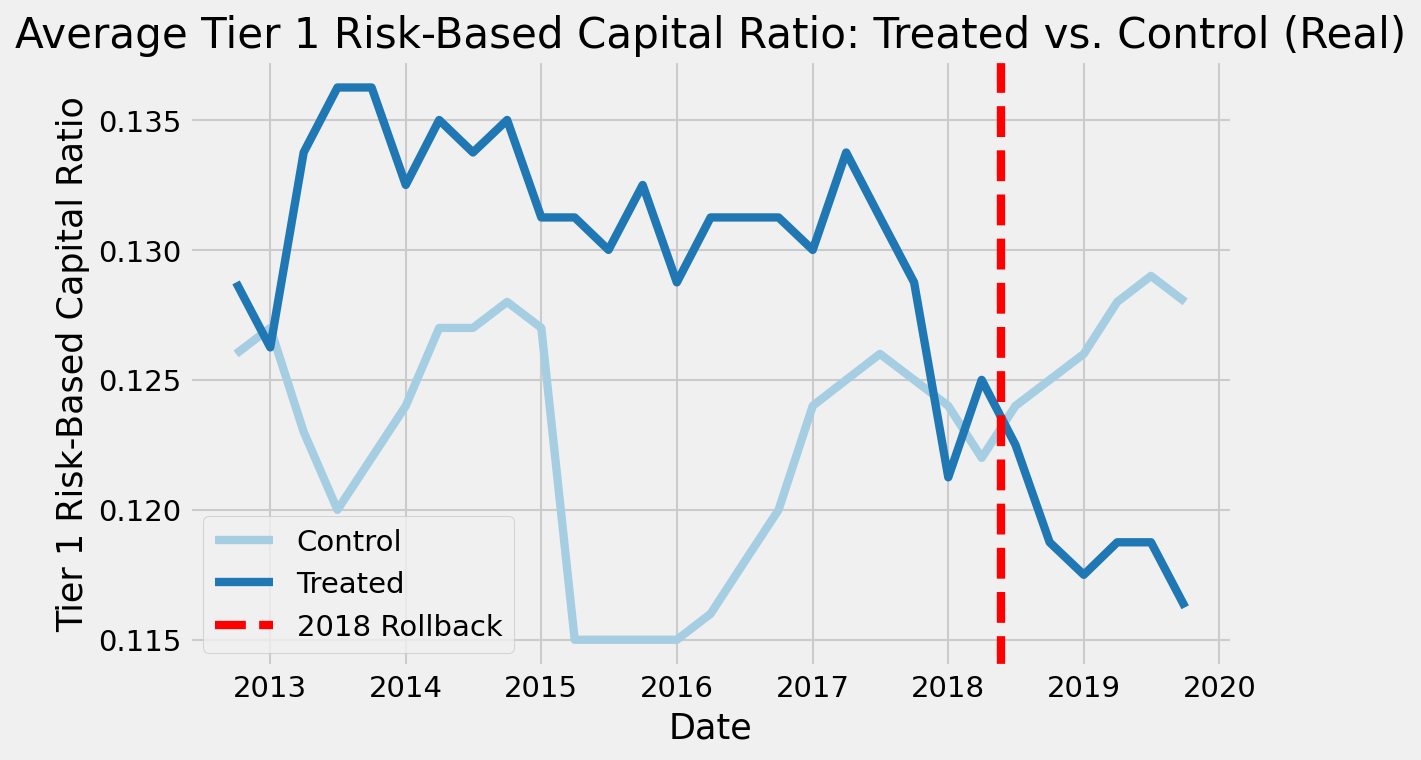 Average Tier 1 Risk-Based Capital Ratio: Treated vs. Control (Real)
Tier 1 Risk-Based Capital Ratio
0.135
0.130
0.125
0.120
0.115
Control
Treated
2018 Rollback
2013 2014 2015 2016 2017 2018 2019 2020
Date